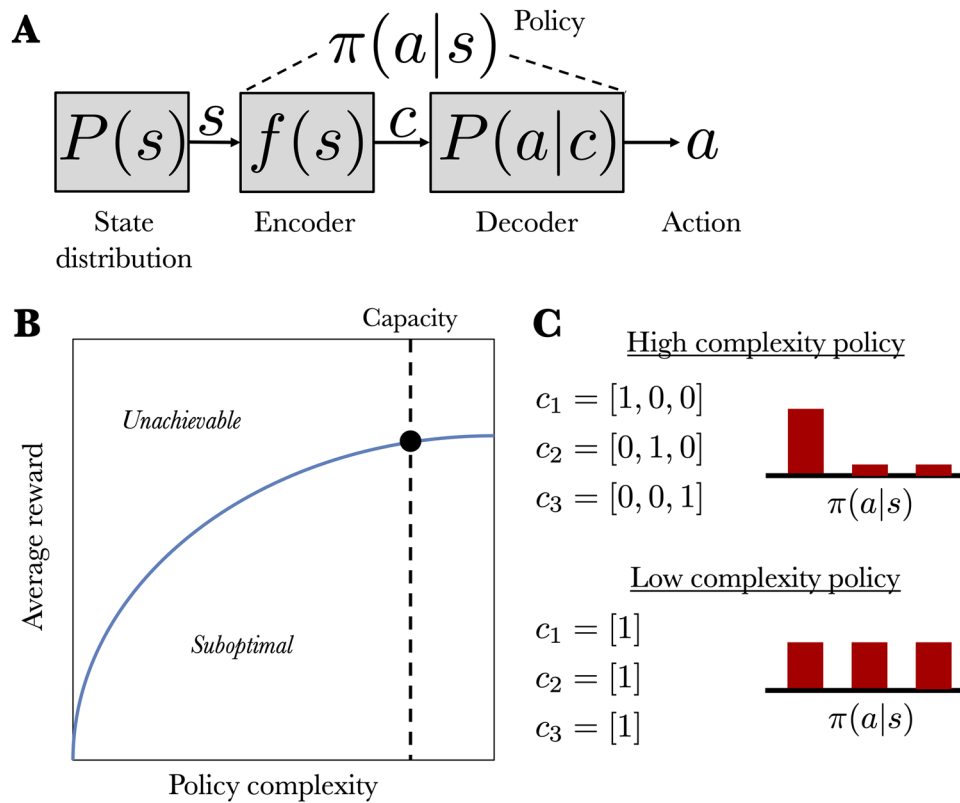 A
π(a|s) Policy
P(s) s f(s) c P(a|c) a
State
distribution
Encoder
Decoder
Action
B
Capacity
Unachievable
Suboptimal
Average reward
Policy complexity
C
High complexity policy
c₁ = [1, 0, 0]
c₂ = [0, 1, 0]
c₃ = [0, 0, 1]
π(a|s)
Low complexity policy
c₁ = [1]
c₂ = [1]
c₃ = [1]
π(a|s)